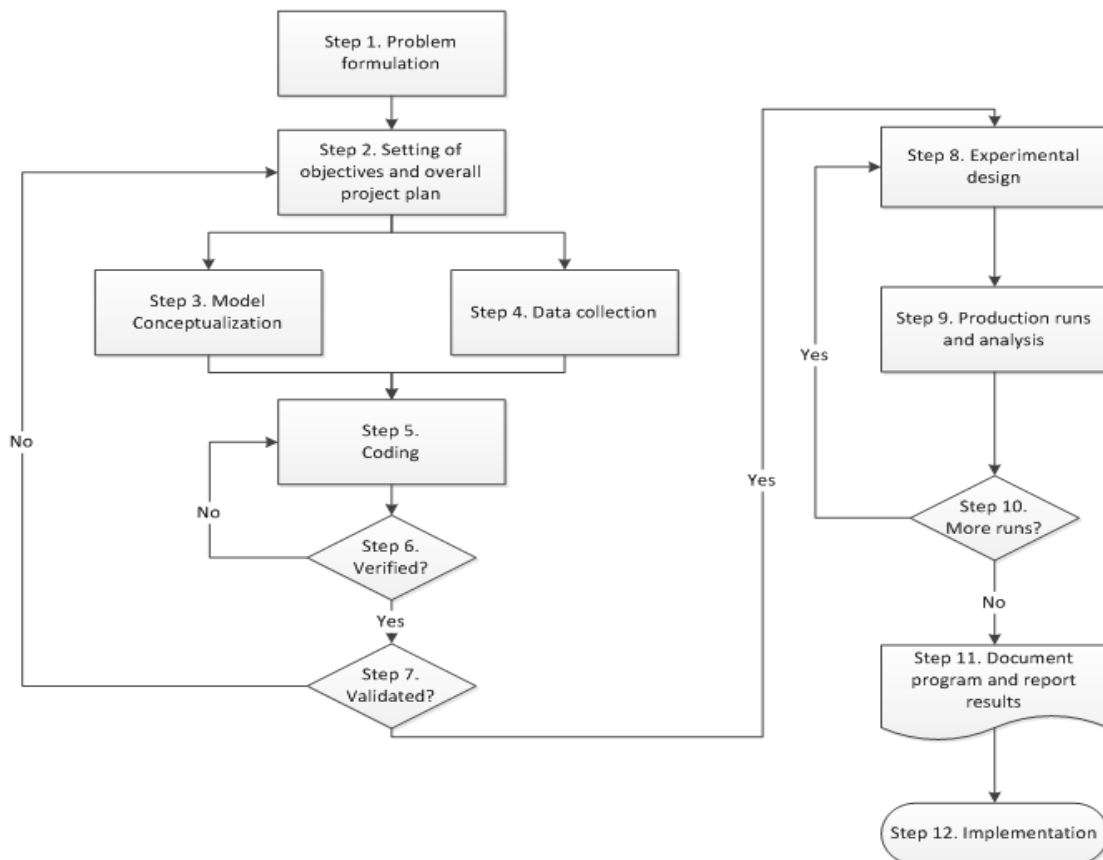 Step 1. Problem
formulation
Step 2. Setting of
objectives and overall
project plan
Step 3. Model
Conceptualization
Step 4. Data collection
Step 5.
Coding
No
No
Step 6.
Verified?
Yes
Step 7.
Validated?
Yes
Step 8. Experimental
design
Step 9. Production runs
and analysis
Yes
Step 10.
More runs?
No
Step 11. Document
program and report
results
Step 12. Implementation